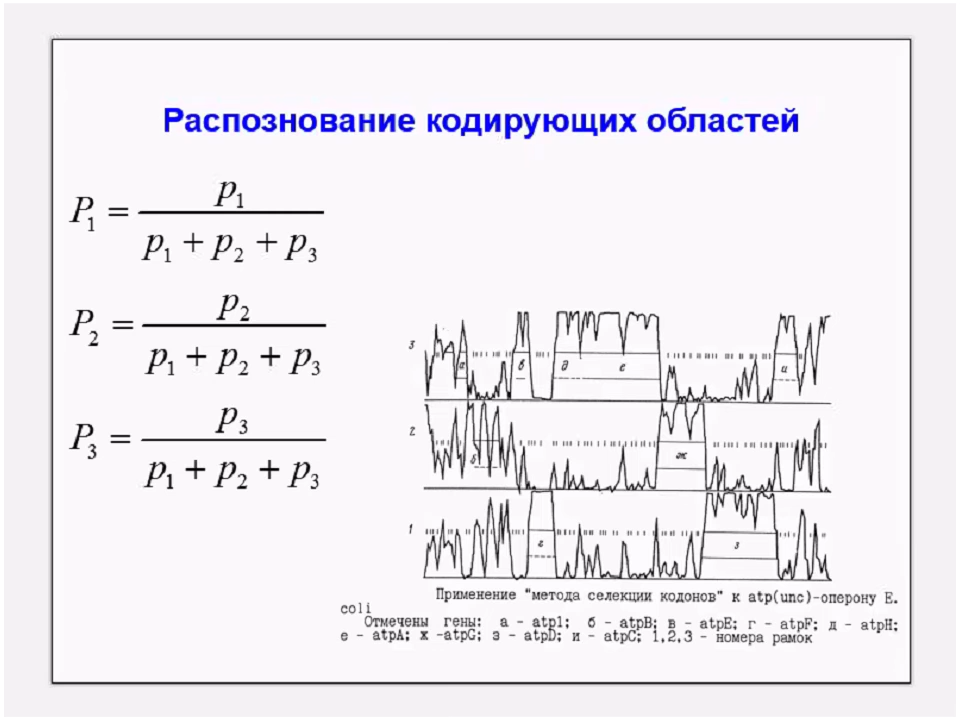 Распознование кодирующих областей
P₁ = p₁ / (p₁ + p₂ + p₃)
P₂ = p₂ / (p₁ + p₂ + p₃)
P₃ = p₃ / (p₁ + p₂ + p₃)
3 а в д е и
2 б ж
1 г з
Применение "метода селекции кодонов" к atp(unc)-оперону E.
coli
Отмечены гены: а - atp1; б - atpB; в - atpE; г - atpF; д - atpH;
е - atpA; ж -atpG; з - atpD; и - atpC; 1,2,3 - номера рамок